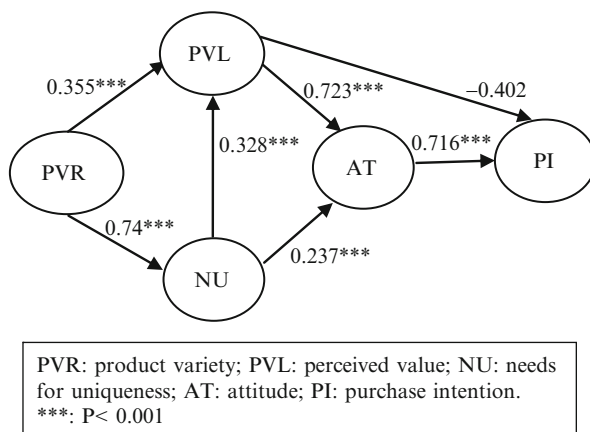 PVL
0.355***
−0.402
0.723***
0.328***
0.716***
PVR
AT
PI
0.74***
0.237***
NU
PVR: product variety; PVL: perceived value; NU: needs
for uniqueness; AT: attitude; PI: purchase intention.
***: P< 0.001